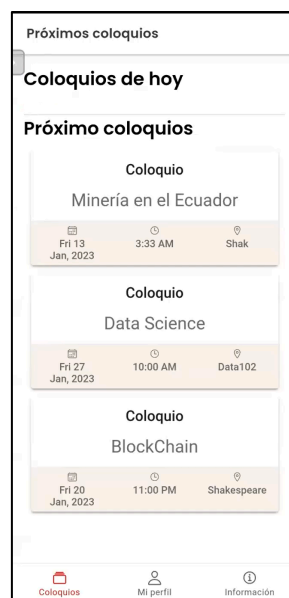 Próximos coloquios
Coloquios de hoy
Próximo coloquios
Coloquio
Minería en el Ecuador
Fri 13 Jan, 2023
3:33 AM
Shak
Coloquio
Data Science
Fri 27 Jan, 2023
10:00 AM
Data102
Coloquio
BlockChain
Fri 20 Jan, 2023
11:00 PM
Shakespeare
Coloquios
Mi perfil
Información